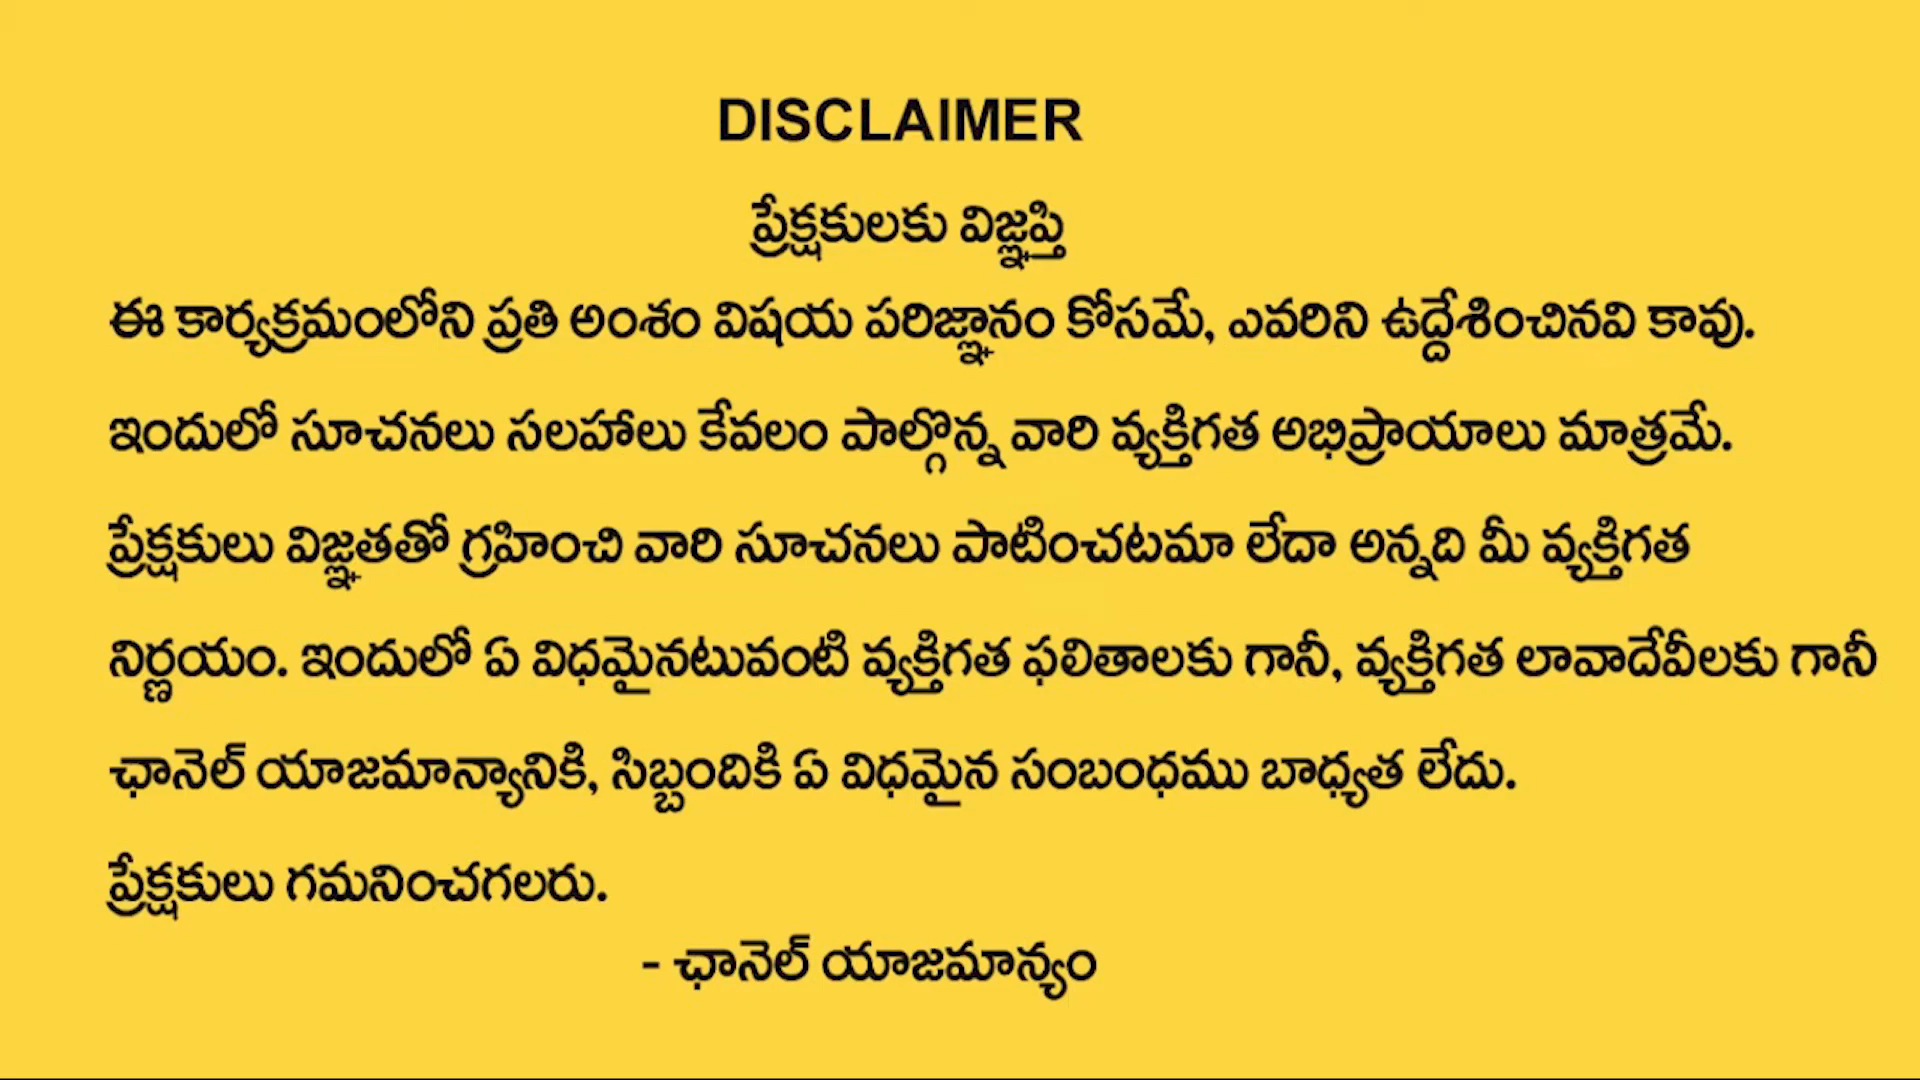 DISCLAIMER
ప్రేక్షకులకు విజ్ఞప్తి
ఈ కార్యక్రమంలోని ప్రతి అంశం విషయ పరిజ్ఞానం కోసమే, ఎవరిని ఉద్దేశించినవి కావు.
ఇందులో సూచనలు సలహాలు కేవలం పాల్గొన్న వారి వ్యక్తిగత అభిప్రాయాలు మాత్రమే.
ప్రేక్షకులు విజ్ఞతతో గ్రహించి వారి సూచనలు పాటించటమా లేదా అన్నది మీ వ్యక్తిగత
నిర్ణయం. ఇందులో ఏ విధమైనటువంటి వ్యక్తిగత ఫలితాలకు గానీ, వ్యక్తిగత లావాదేవీలకు గానీ
ఛానెల్ యాజమాన్యానికి, సిబ్బందికి ఏ విధమైన సంబంధము బాధ్యత లేదు.
ప్రేక్షకులు గమనించగలరు.
- ఛానెల్ యాజమాన్యం